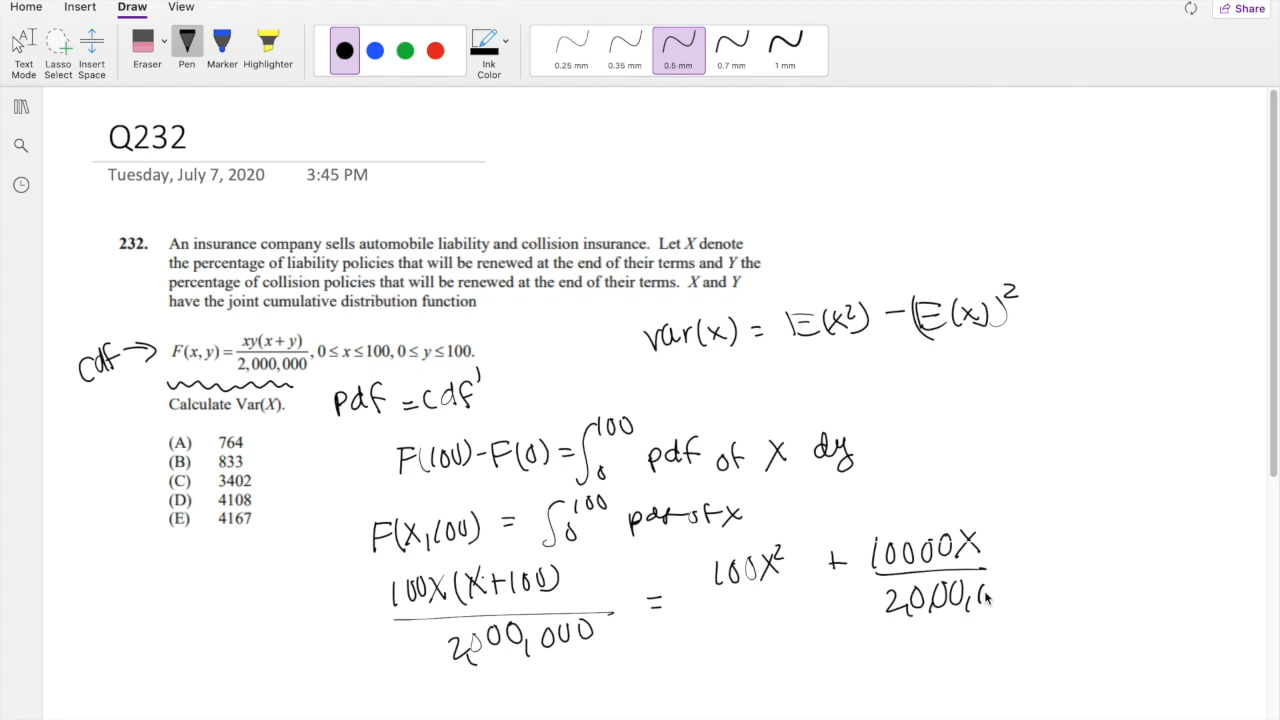 Home Insert Draw View
Share
Text Mode
Lasso Select
Insert Space
Eraser
Pen
Marker
Highlighter
Ink Color
0.25 mm
0.35 mm
0.5 mm
0.7 mm
1 mm
Q232
Tuesday, July 7, 2020 3:45 PM
232. An insurance company sells automobile liability and collision insurance. Let X denote
the percentage of liability policies that will be renewed at the end of their terms and Y the
percentage of collision policies that will be renewed at the end of their terms. X and Y
have the joint cumulative distribution function
var(x) = E(x²) - (E(x))²
cdf → F(x, y) = xy(x + y) / 2,000,000, 0 ≤ x ≤ 100, 0 ≤ y ≤ 100.
Calculate Var(X).
pdf = cdf'
(A) 764
(B) 833
(C) 3402
(D) 4108
(E) 4167
F(100) - F(0) = ∫₀¹⁰⁰ pdf of X dy
F(X,100) = ∫₀¹⁰⁰ pdf of x
100X(X+100) / 2,000,000 = 100X² + 10000X / 2,000,0